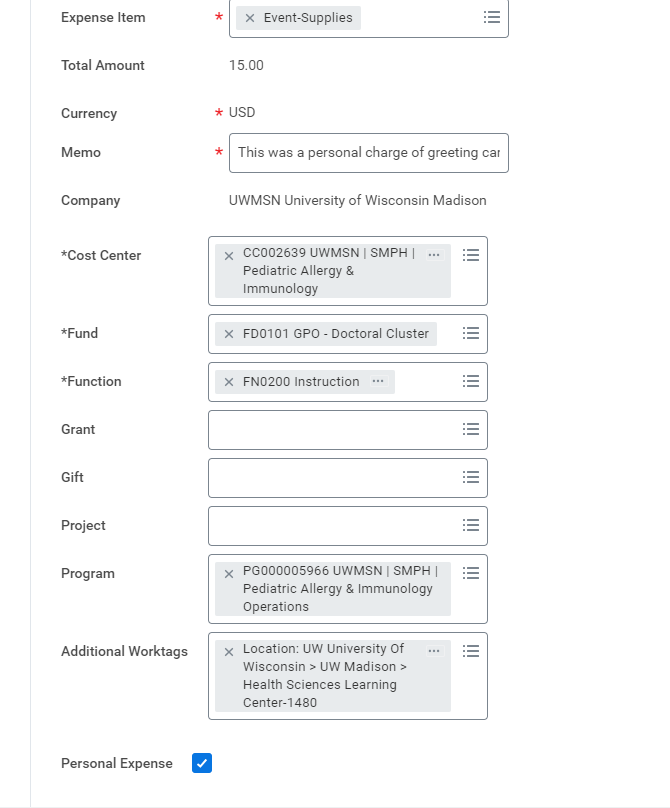 Expense Item * × Event-Supplies
Total Amount 15.00
Currency * USD
Memo * This was a personal charge of greeting car
Company UWMSN University of Wisconsin Madison
*Cost Center × CC002639 UWMSN | SMPH | ...
Pediatric Allergy &
Immunology
*Fund × FD0101 GPO - Doctoral Cluster
*Function × FN0200 Instruction ...
Grant
Gift
Project
Program × PG000005966 UWMSN | SMPH |
Pediatric Allergy & Immunology
Operations
Additional Worktags × Location: UW University Of ...
Wisconsin > UW Madison >
Health Sciences Learning
Center-1480
Personal Expense